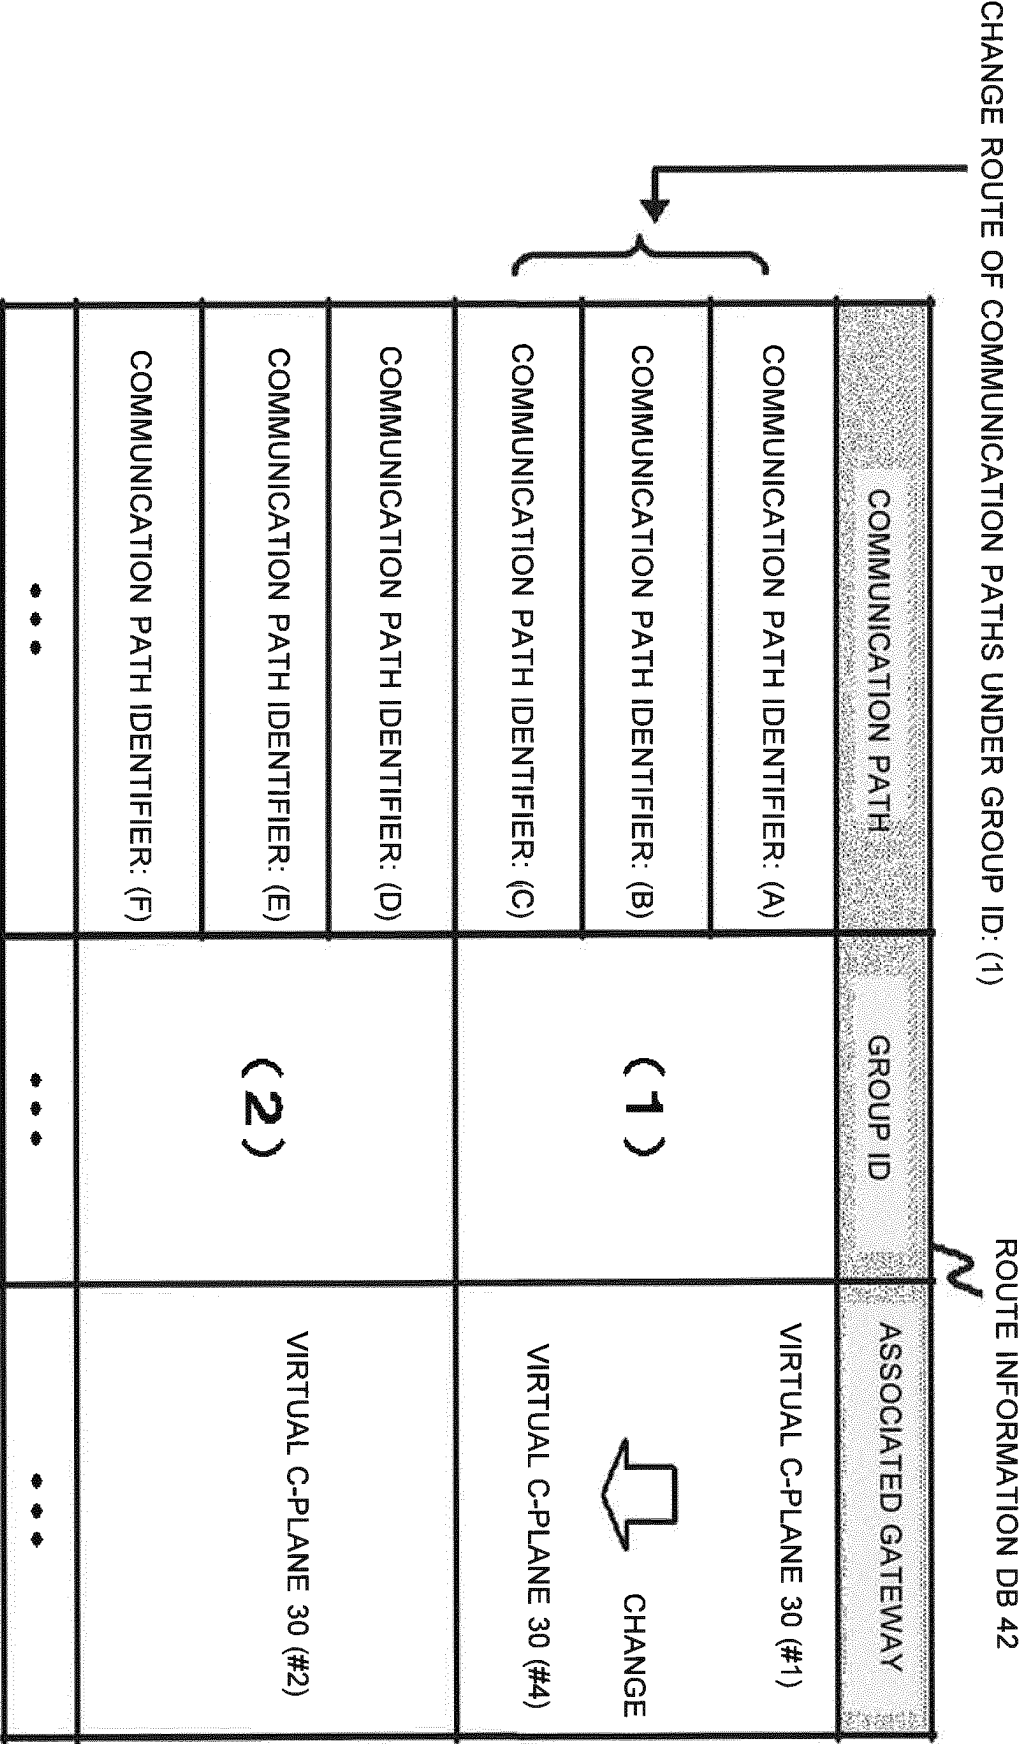 ROUTE INFORMATION DB 42
CHANGE ROUTE OF COMMUNICATION PATHS UNDER GROUP ID: (1)
COMMUNICATION PATH
GROUP ID
ASSOCIATED GATEWAY
COMMUNICATION PATH IDENTIFIER: (A)
COMMUNICATION PATH IDENTIFIER: (B)
COMMUNICATION PATH IDENTIFIER: (C)
(1)
VIRTUAL C-PLANE 30 (#1)
CHANGE
VIRTUAL C-PLANE 30 (#4)
COMMUNICATION PATH IDENTIFIER: (D)
COMMUNICATION PATH IDENTIFIER: (E)
COMMUNICATION PATH IDENTIFIER: (F)
(2)
VIRTUAL C-PLANE 30 (#2)
•••
•••
•••